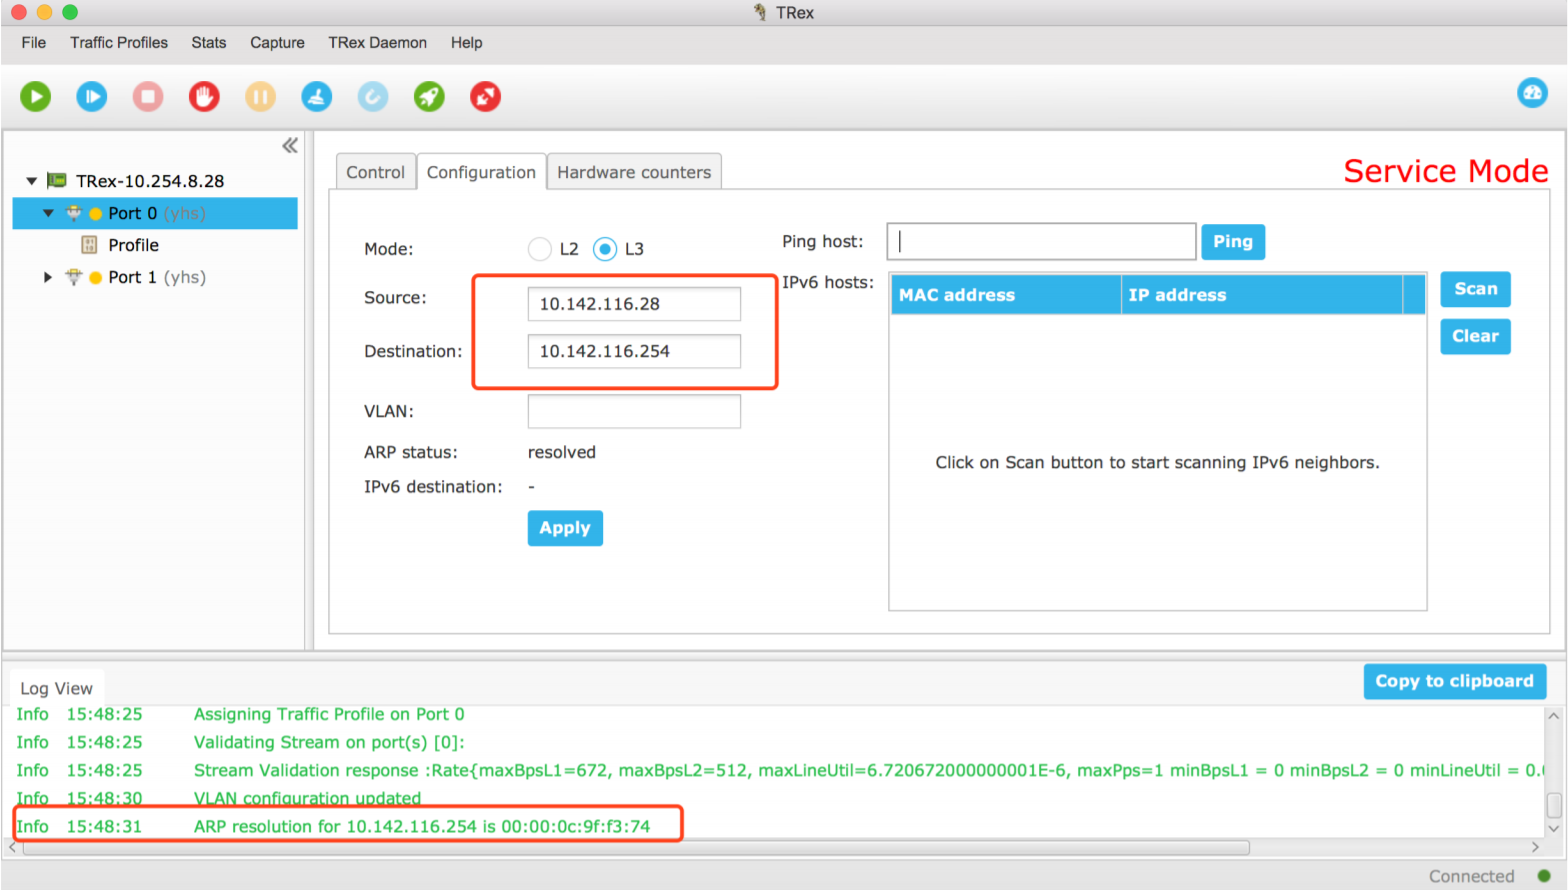 TRex
File Traffic Profiles Stats Capture TRex Daemon Help
TRex-10.254.8.28
Port 0 (yhs)
Profile
Port 1 (yhs)
Control Configuration Hardware counters
Service Mode
Mode: L2 L3
Source: 10.142.116.28
Destination: 10.142.116.254
VLAN:
ARP status: resolved
IPv6 destination: -
Apply
Ping host: Ping
IPv6 hosts: MAC address IP address
Scan
Clear
Click on Scan button to start scanning IPv6 neighbors.
Log View
Copy to clipboard
Info 15:48:25 Assigning Traffic Profile on Port 0
Info 15:48:25 Validating Stream on port(s) [0]:
Info 15:48:25 Stream Validation response :Rate{maxBpsL1=672, maxBpsL2=512, maxLineUtil=6.720672000000001E-6, maxPps=1 minBpsL1 = 0 minBpsL2 = 0 minLineUtil = 0.
Info 15:48:30 VLAN configuration updated
Info 15:48:31 ARP resolution for 10.142.116.254 is 00:00:0c:9f:f3:74
Connected